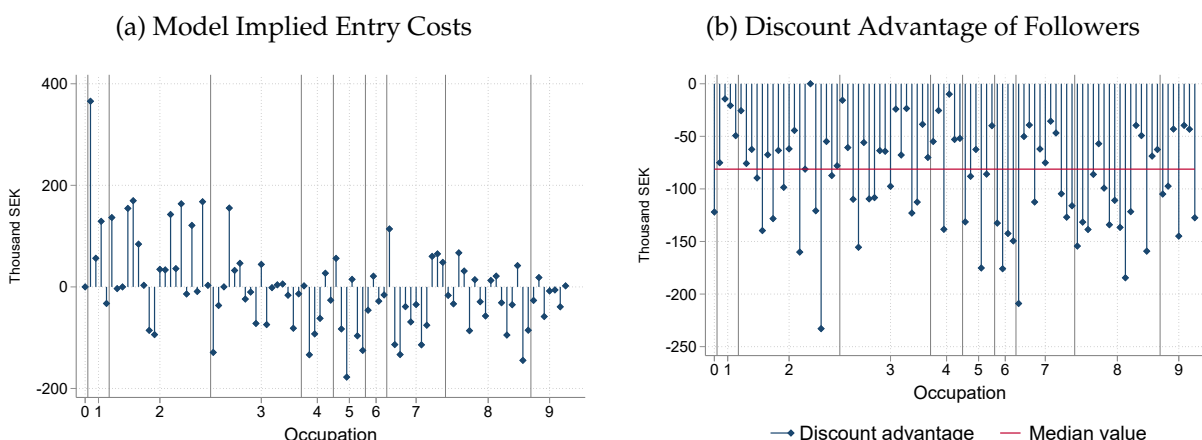 (a) Model Implied Entry Costs
400
200
0
-200
Thousand SEK
0 1 2 3 4 5 6 7 8 9
Occupation
(b) Discount Advantage of Followers
0
-50
-100
-150
-200
-250
Thousand SEK
0 1 2 3 4 5 6 7 8 9
Occupation
Discount advantage Median value